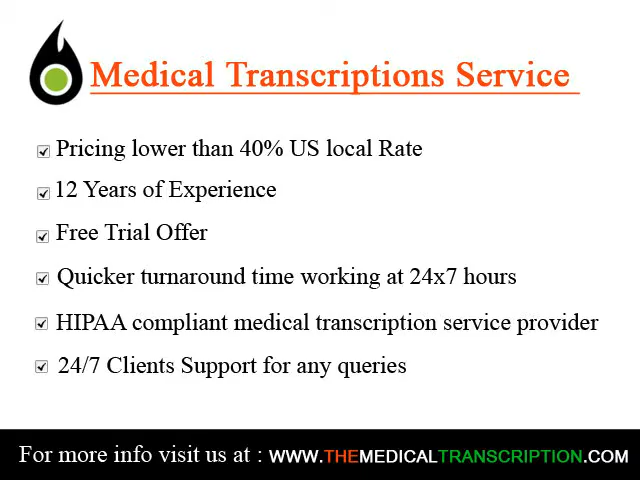 Medical Transcriptions Service
Pricing lower than 40% US local Rate
12 Years of Experience
Free Trial Offer
Quicker turnaround time working at 24x7 hours
HIPAA compliant medical transcription service provider
24/7 Clients Support for any queries
For more info visit us at : WWW.THEMEDICALTRANSCRIPTION.COM